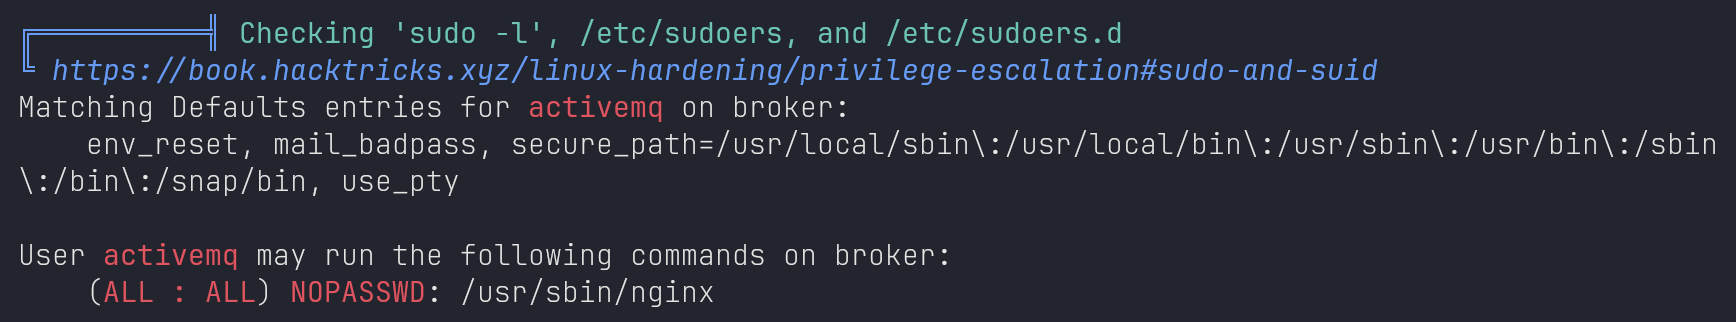 ╔══════════╣ Checking 'sudo -l', /etc/sudoers, and /etc/sudoers.d
╚ https://book.hacktricks.xyz/linux-hardening/privilege-escalation#sudo-and-suid
Matching Defaults entries for activemq on broker:
    env_reset, mail_badpass, secure_path=/usr/local/sbin\:/usr/local/bin\:/usr/sbin\:/usr/bin\:/sbin
\:/bin\:/snap/bin, use_pty

User activemq may run the following commands on broker:
    (ALL : ALL) NOPASSWD: /usr/sbin/nginx